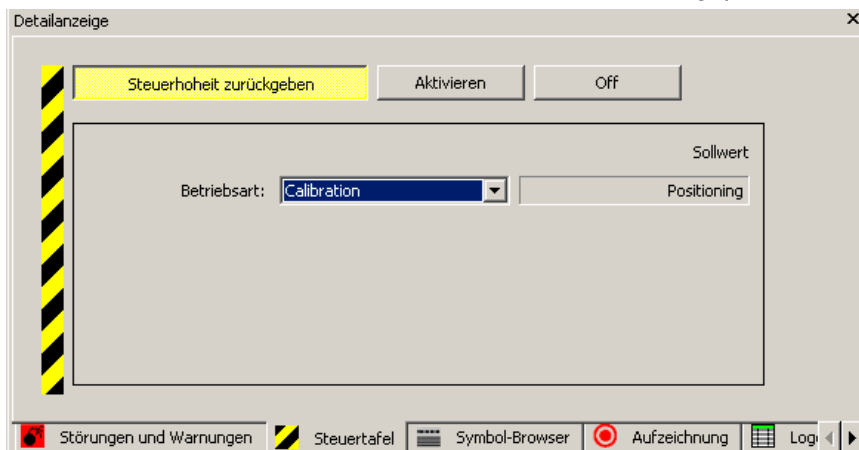 Detailanzeige
Steuerhoheit zurückgeben Aktivieren Off
Sollwert
Betriebsart: Calibration Positioning
Störungen und Warnungen Steuertafel Symbol-Browser Aufzeichnung